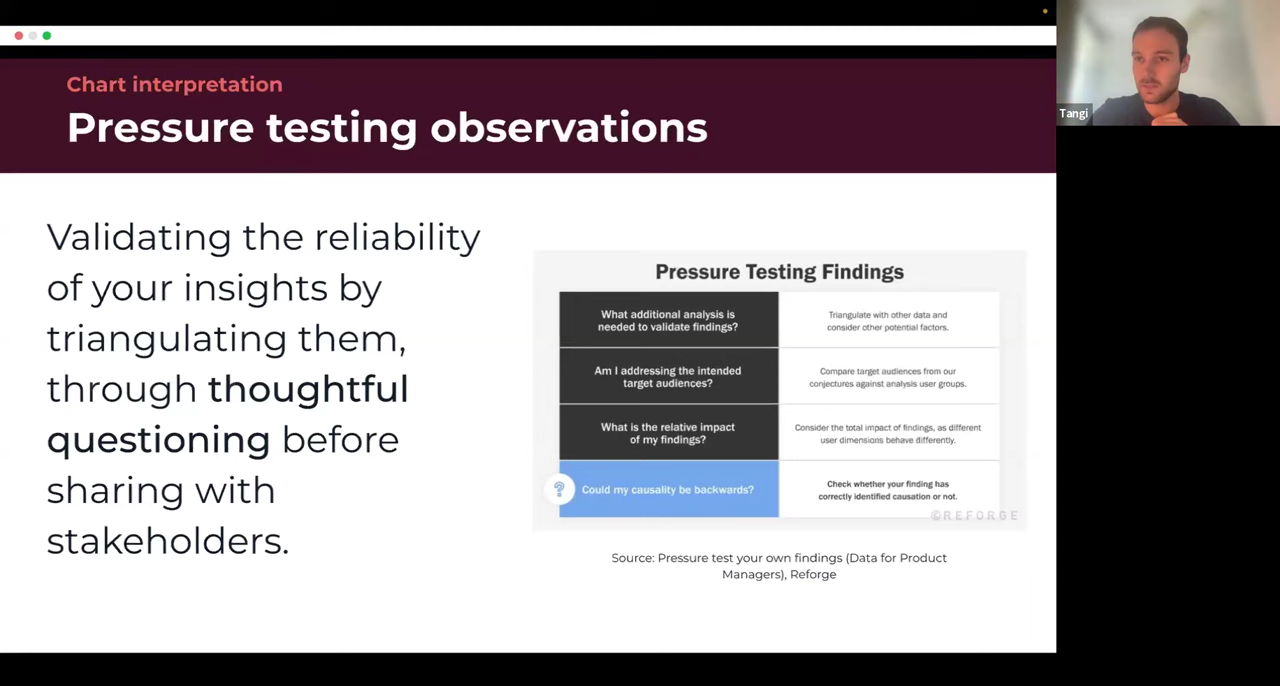 Chart interpretation
Pressure testing observations
Tangi
Validating the reliability
of your insights by
triangulating them,
through thoughtful
questioning before
sharing with
stakeholders.
Pressure Testing Findings
What additional analysis is
needed to validate findings?
Triangulate with other data and
consider other potential factors.
Am I addressing the intended
target audiences?
Compare target audiences from our
conjectures against analysis user groups.
What is the relative impact
of my findings?
Consider the total impact of findings, as different
user dimensions behave differently.
?
Could my causality be backwards?
Check whether your finding has
correctly identified causation or not.
©REFORGE
Source: Pressure test your own findings (Data for Product
Managers), Reforge